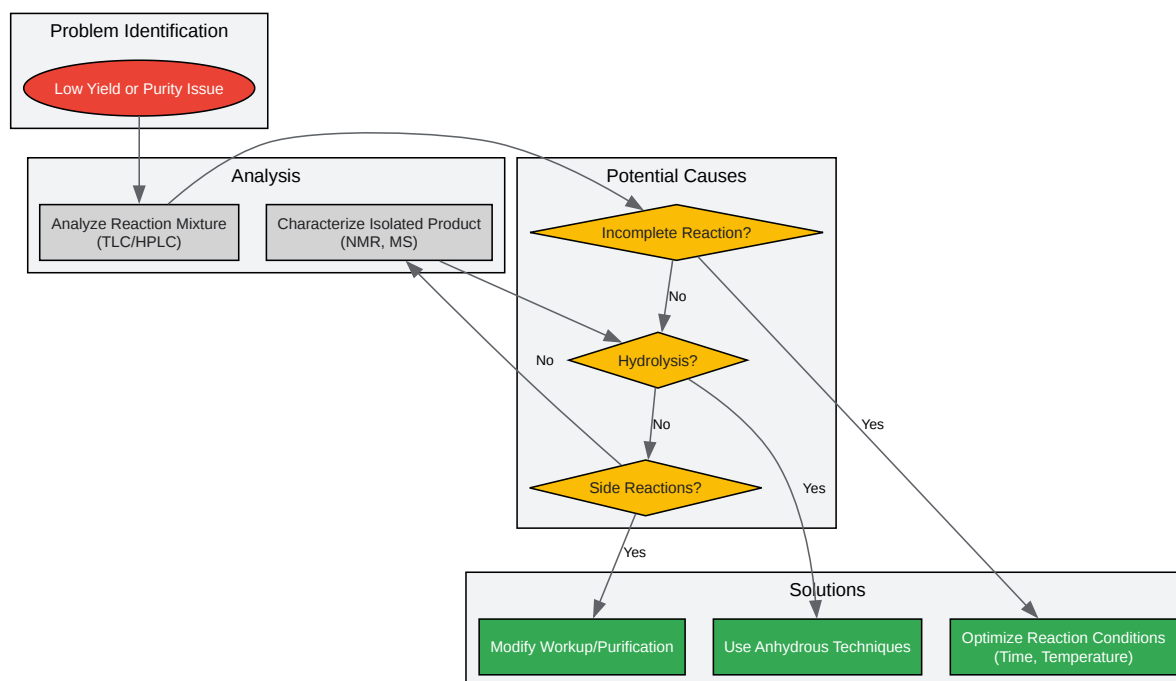 Problem Identification
Low Yield or Purity Issue
Analysis
Potential Causes
Analyze Reaction Mixture
(TLC/HPLC)
Characterize Isolated Product
(NMR, MS)
Incomplete Reaction?
No
Hydrolysis?
No
No
Yes
Side Reactions?
Yes
Yes
Solutions
Modify Workup/Purification
Use Anhydrous Techniques
Optimize Reaction Conditions
(Time, Temperature)